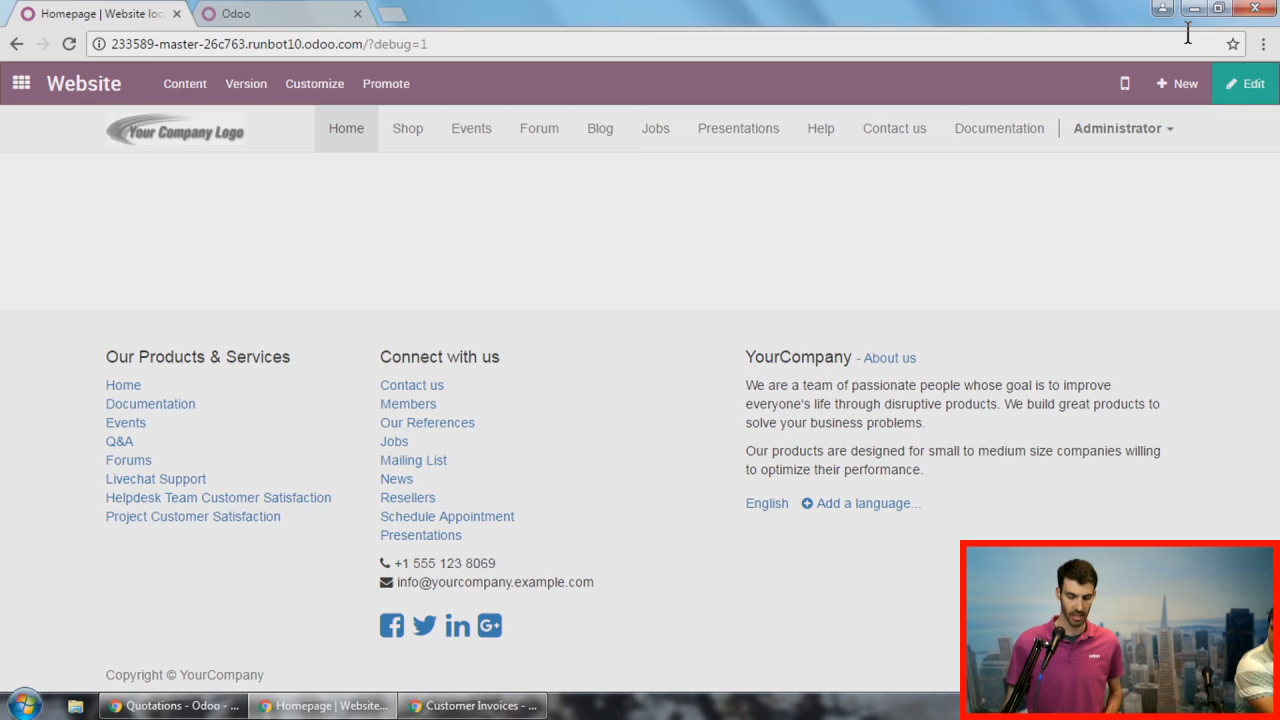 Homepage | Website loc
Odoo
233589-master-26c763.runbot10.odoo.com/?debug=1
Website
Content
Version
Customize
Promote
New
Edit
Your Company Logo
Home
Shop
Events
Forum
Blog
Jobs
Presentations
Help
Contact us
Documentation
Administrator
Our Products & Services
Home
Documentation
Events
Q&A
Forums
Livechat Support
Helpdesk Team Customer Satisfaction
Project Customer Satisfaction
Connect with us
Contact us
Members
Our References
Jobs
Mailing List
News
Resellers
Schedule Appointment
Presentations
+1 555 123 8069
info@yourcompany.example.com
YourCompany - About us
We are a team of passionate people whose goal is to improve
everyone's life through disruptive products. We build great products to
solve your business problems.
Our products are designed for small to medium size companies willing
to optimize their performance.
English
Add a language...
Copyright © YourCompany
Quotations - Odoo - ...
Homepage | Website...
Customer Invoices - ...